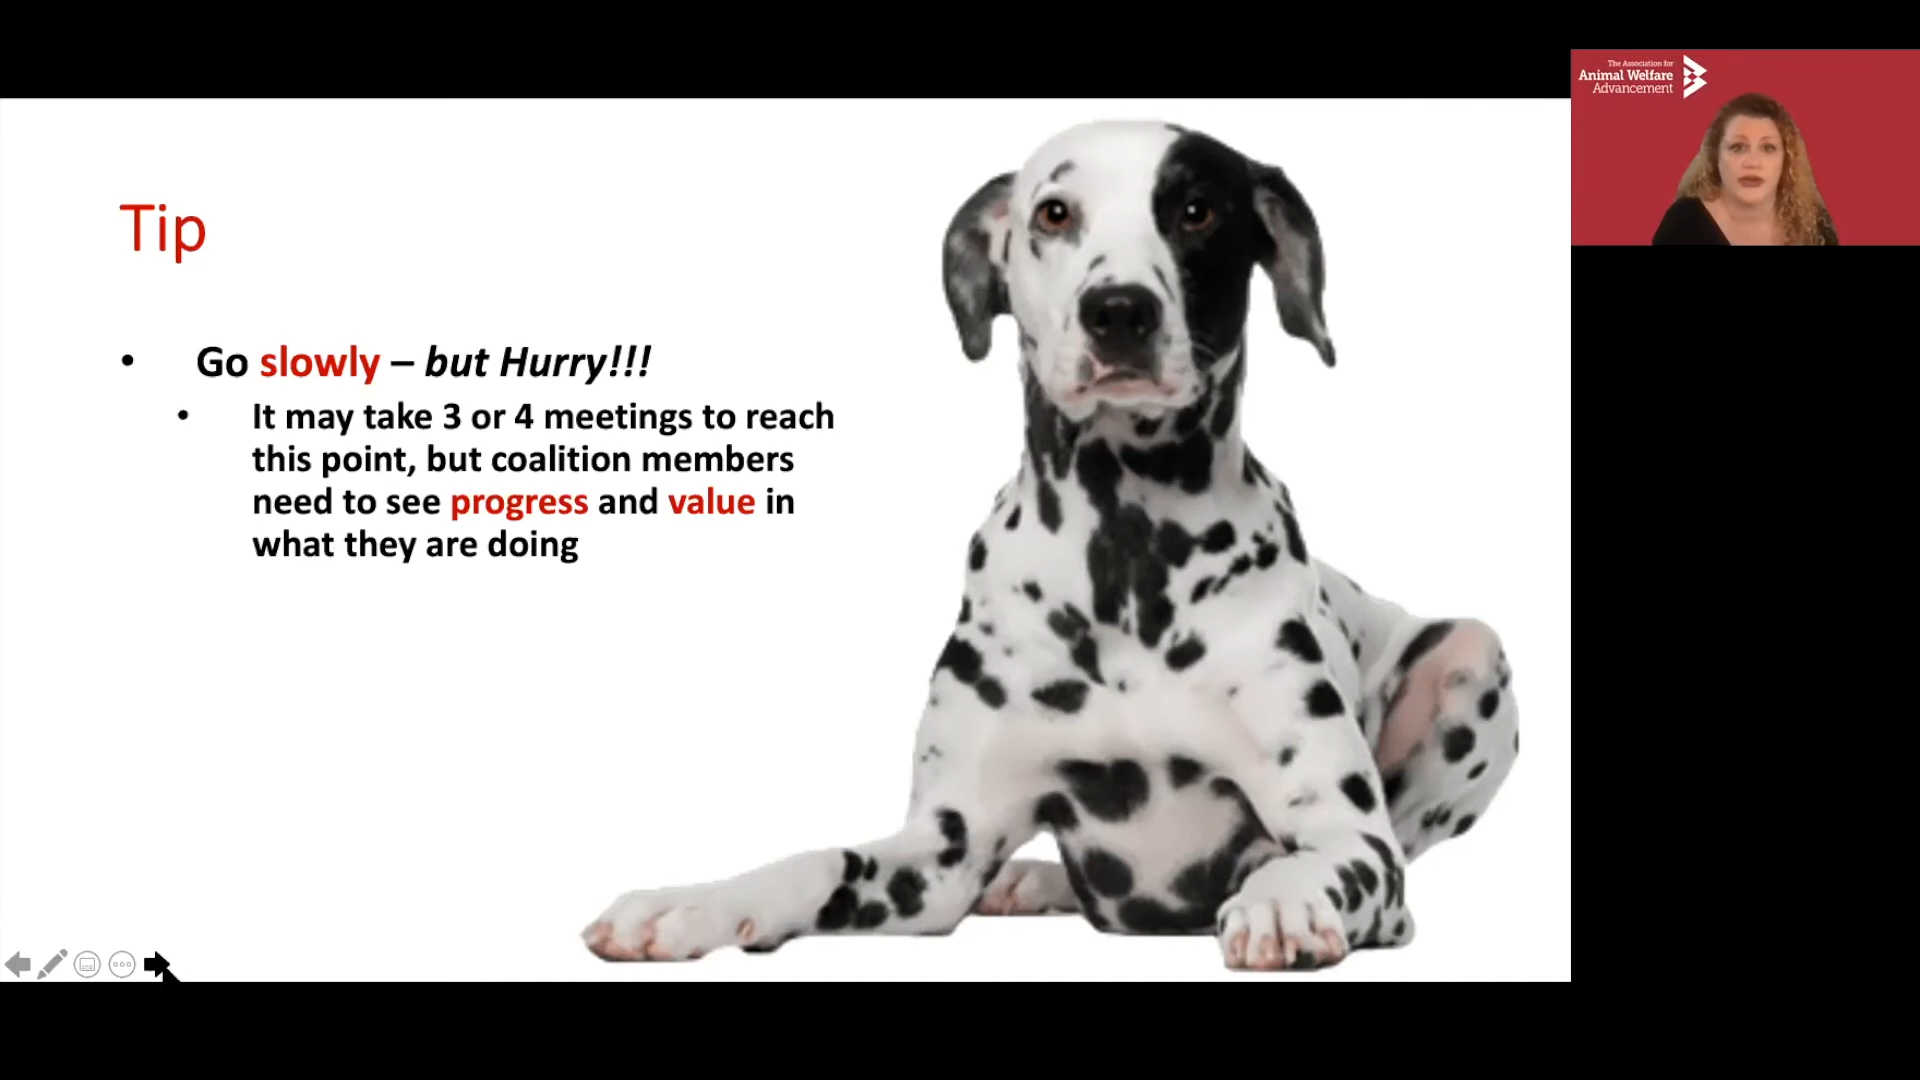 The Association for
Animal Welfare
Advancement
Tip
• Go slowly – but Hurry!!!
• It may take 3 or 4 meetings to reach
this point, but coalition members
need to see progress and value in
what they are doing